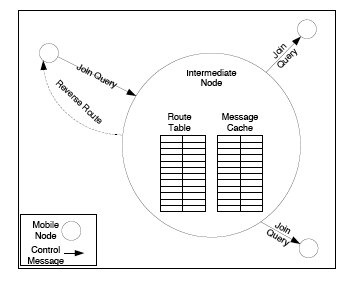 Join Query
Reverse Route
Intermediate
Node
Join
Query
Route
Table
Message
Cache
Join
Query
Mobile
Node
Control
Message